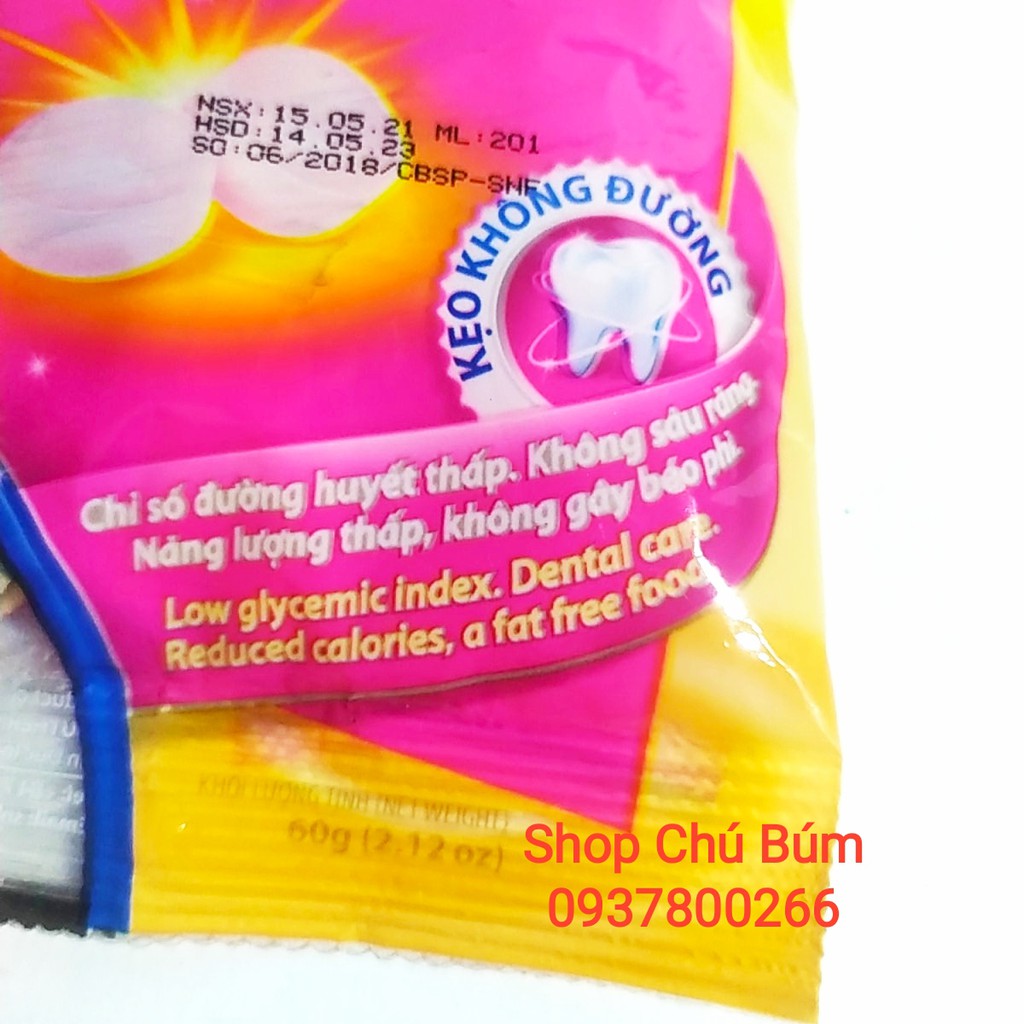 NSX:15.05.21 ML:201
HSD:14.05.23
SO:06/2018/CBSP-SHF
KẸO KHÔNG ĐƯỜNG
Chỉ số đường huyết thấp. Không sâu răng.
Năng lượng thấp, không gây béo phì.
Low glycemic index. Dental care.
Reduced calories, a fat free food.
KHỐI LƯỢNG TỊNH (NET WEIGHT)
60g (2.12 oz)
Shop Chú Búm
0937800266